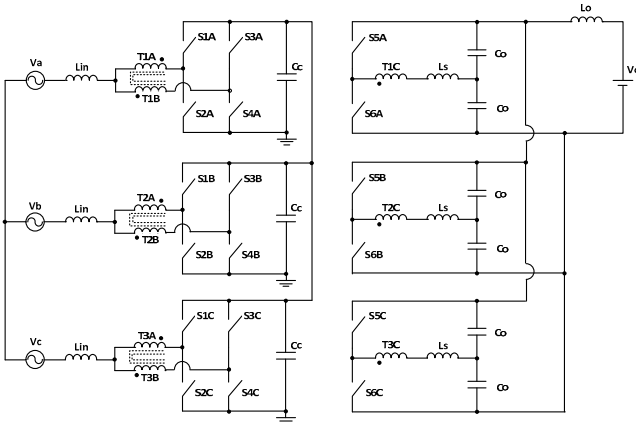 Lo
S1A S3A S5A
Va T1A
Lin Cc Co Vo
T1C Ls
T1B
S2A S4A S6A Co
S1B S3B S5B
Vb T2A
Lin Cc Co
T2C Ls
T2B
S2B S4B S6B Co
S1C S3C S5C
Vc T3A
Lin Cc Co
T3C Ls
T3B
S2C S4C S6C Co